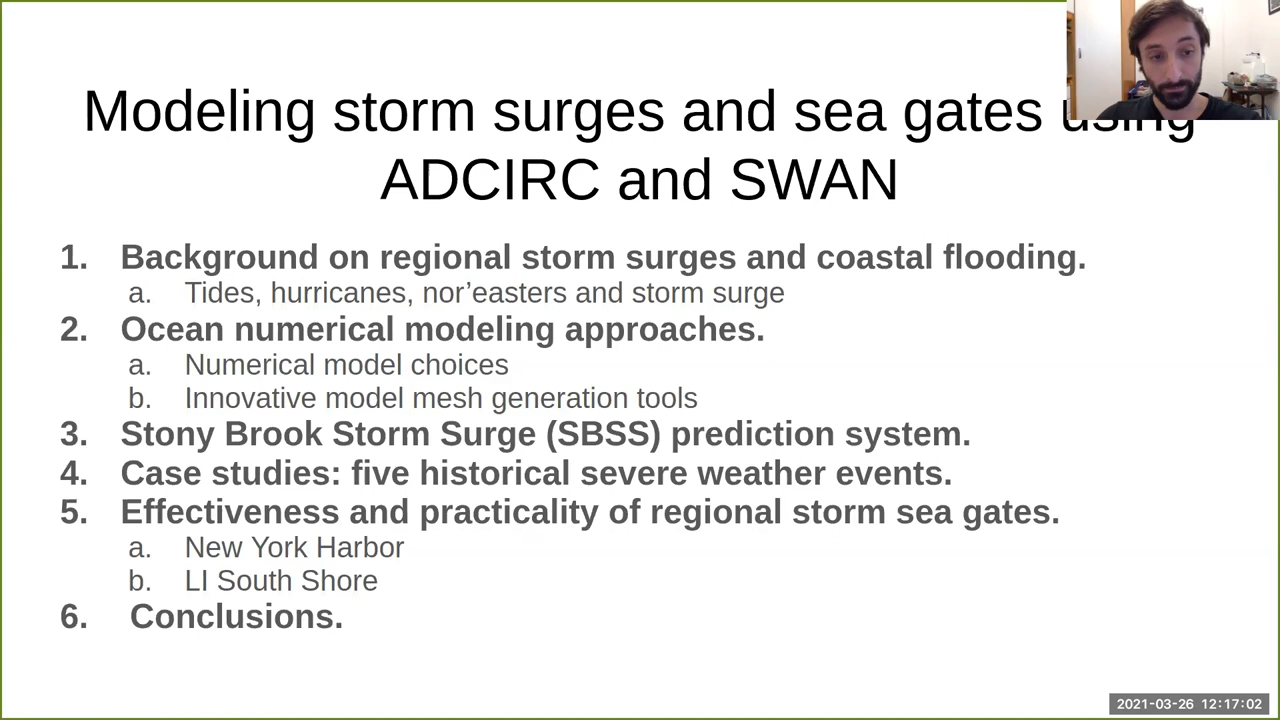 Modeling storm surges and sea gates using
ADCIRC and SWAN
1. Background on regional storm surges and coastal flooding.
a. Tides, hurricanes, nor’easters and storm surge
2. Ocean numerical modeling approaches.
a. Numerical model choices
b. Innovative model mesh generation tools
3. Stony Brook Storm Surge (SBSS) prediction system.
4. Case studies: five historical severe weather events.
5. Effectiveness and practicality of regional storm sea gates.
a. New York Harbor
b. LI South Shore
6. Conclusions.
2021-03-26 12:17:02